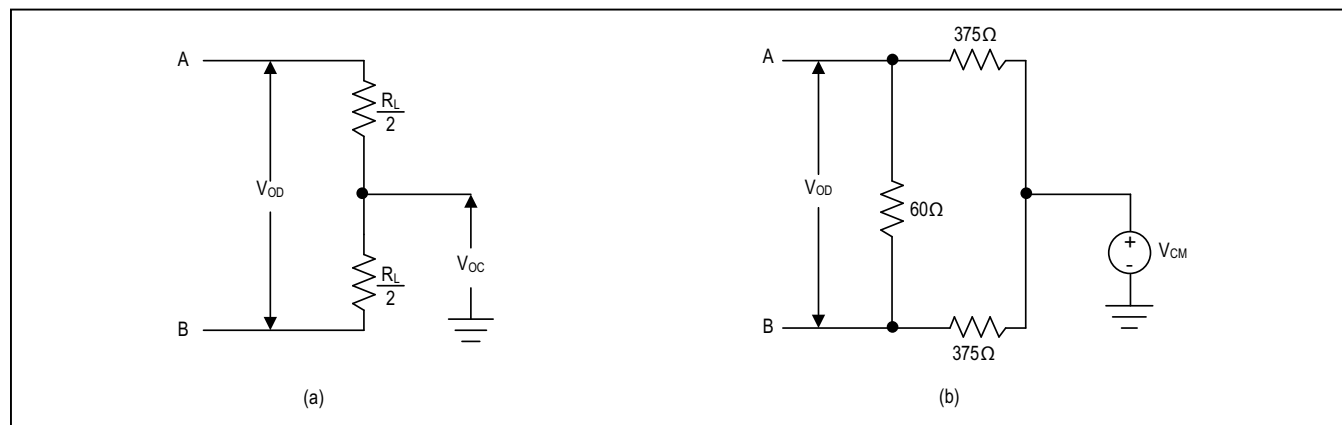 A
R_L
2
V_OD
R_L
2
V_OC
B
(a)
375Ω
A
V_OD
60Ω
+
-
V_CM
B
375Ω
(b)